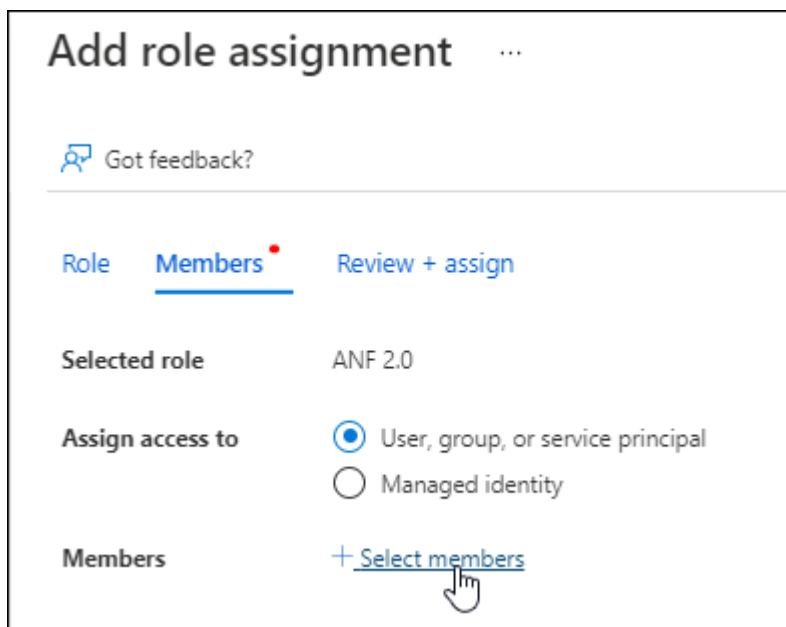 Add role assignment ...
Got feedback?
Role Members Review + assign
Selected role ANF 2.0
Assign access to User, group, or service principal
Managed identity
Members + Select members